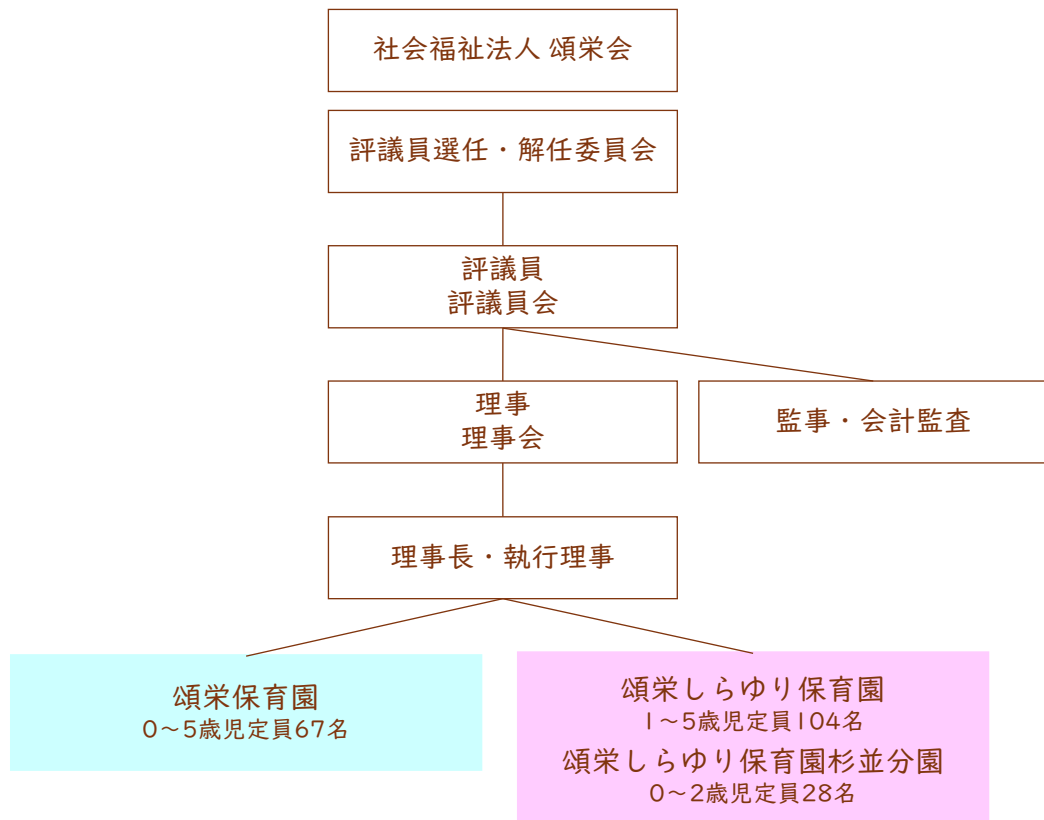 社会福祉法人 頌栄会
評議員選任・解任委員会
評議員
評議員会
理事
理事会
監事・会計監査
理事長・執行理事
頌栄保育園
0～5歳児定員67名
頌栄しらゆり保育園
1～5歳児定員104名
頌栄しらゆり保育園杉並分園
0～2歳児定員28名